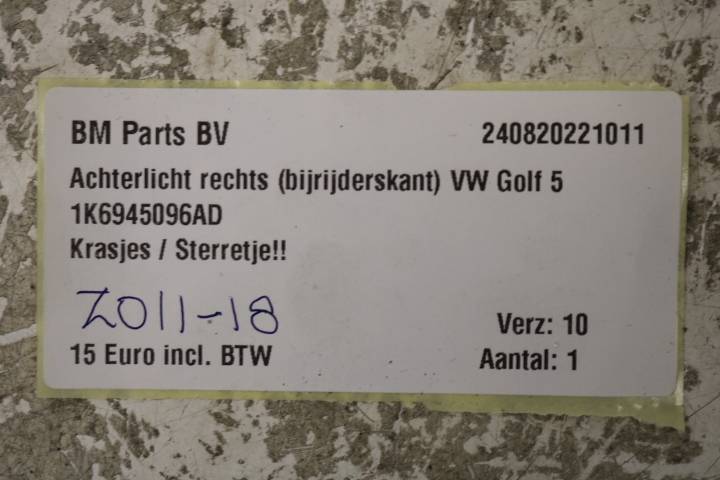 BM Parts BV 240820221011
Achterlicht rechts (bijrijderskant) VW Golf 5
1K6945096AD
Krasjes / Sterretje!!
Z011-18
Verz: 10
15 Euro incl. BTW Aantal: 1